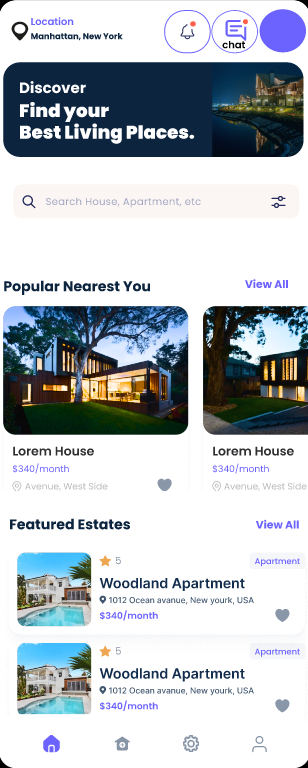 Location
Manhattan, New York
chat
Discover
Find your
Best Living Places.
Search House, Apartment, etc
Popular Nearest You
View All
Lorem House
$340/month
Avenue, West Side
Lorem House
$340/month
Avenue, West Side
Featured Estates
View All
5
Apartment
Woodland Apartment
1012 Ocean avanue, New yourk, USA
$340/month
5
Apartment
Woodland Apartment
1012 Ocean avanue, New yourk, USA
$340/month